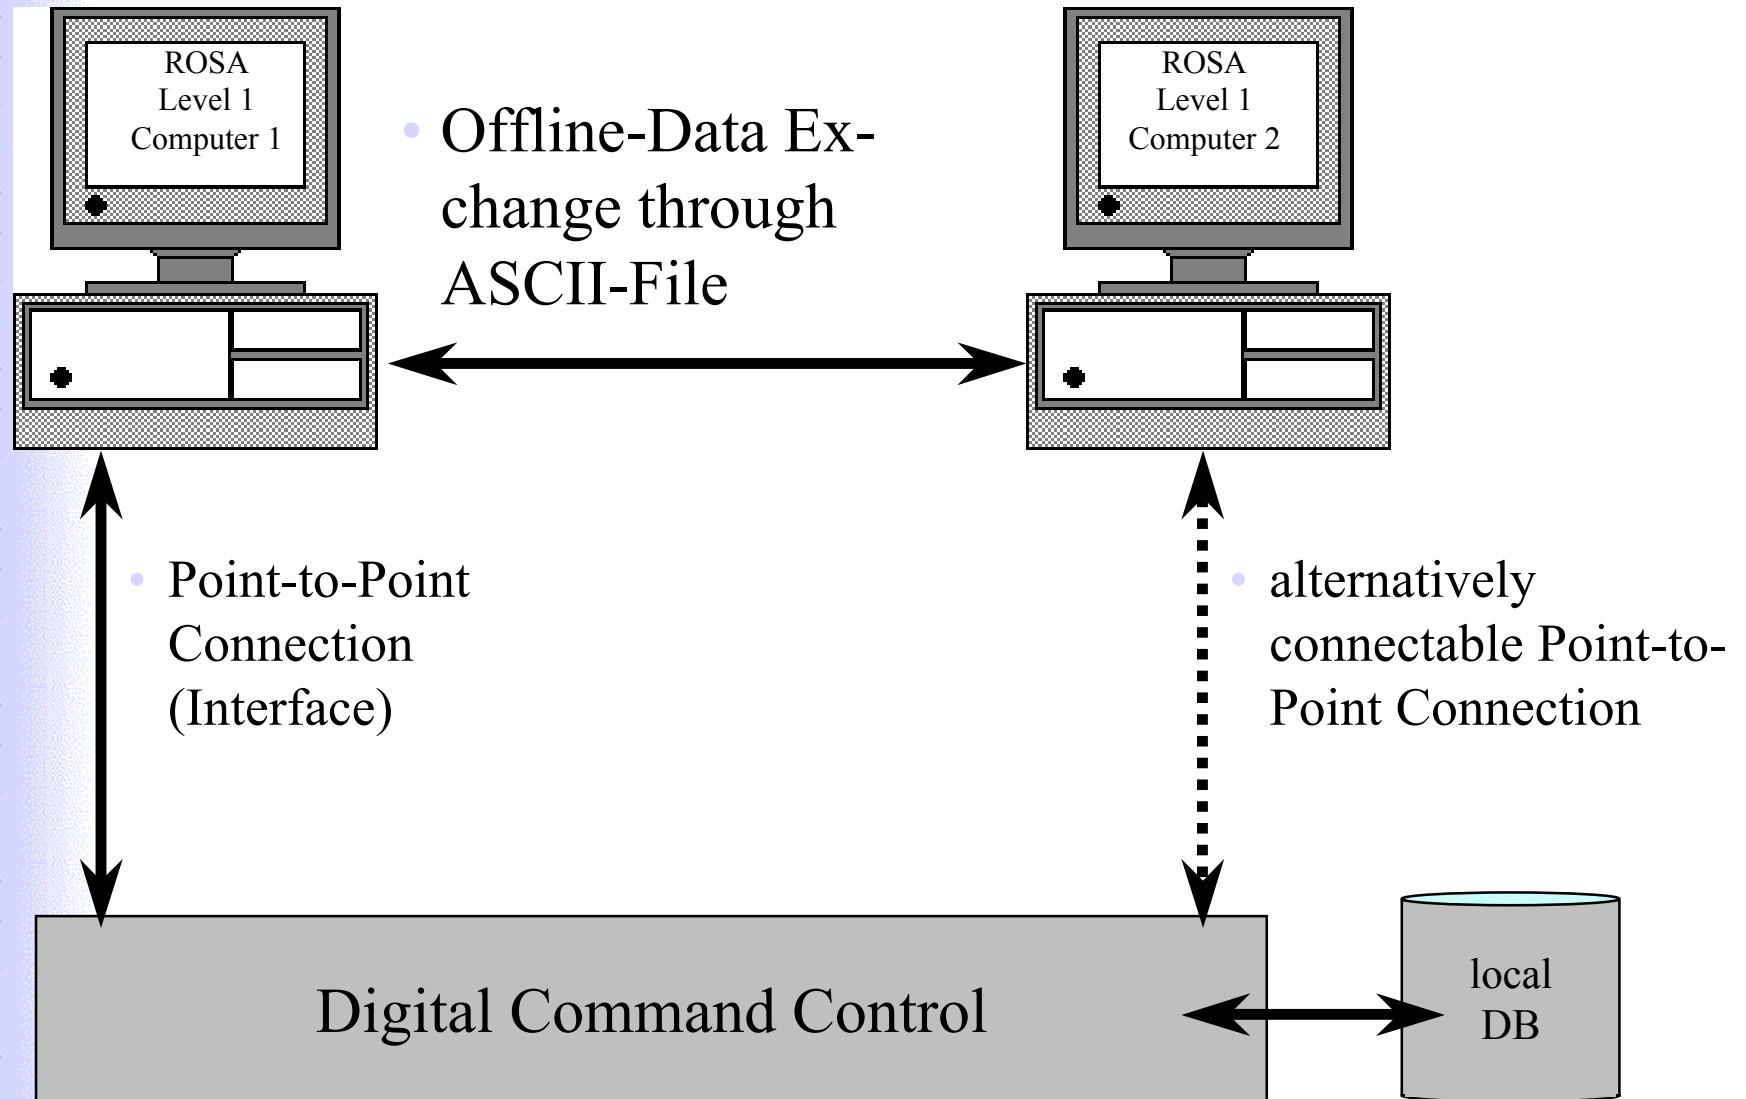 ROSA
Level 1
Computer 1
• Offline-Data Ex-
change through
ASCII-File
ROSA
Level 1
Computer 2
• Point-to-Point
Connection
(Interface)
• alternatively
connectable Point-to-
Point Connection
Digital Command Control
local
DB